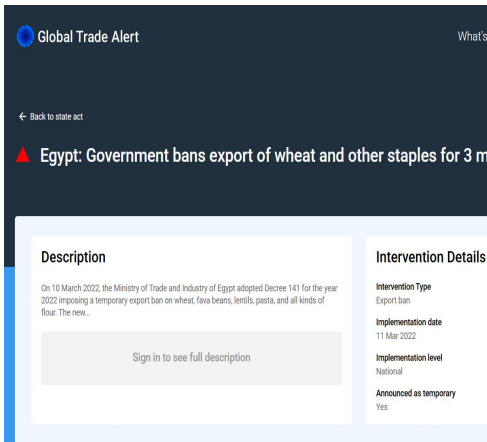 Global Trade Alert
What's
← Back to state act
Egypt: Government bans export of wheat and other staples for 3 m
Description
On 10 March 2022, the Ministry of Trade and Industry of Egypt adopted Decree 141 for the year
2022 imposing a temporary export ban on wheat, fava beans, lentils, pasta, and all kinds of
flour. The new...
Sign in to see full description
Intervention Details
Intervention Type
Export ban
Implementation date
11 Mar 2022
Implementation level
National
Announced as temporary
Yes